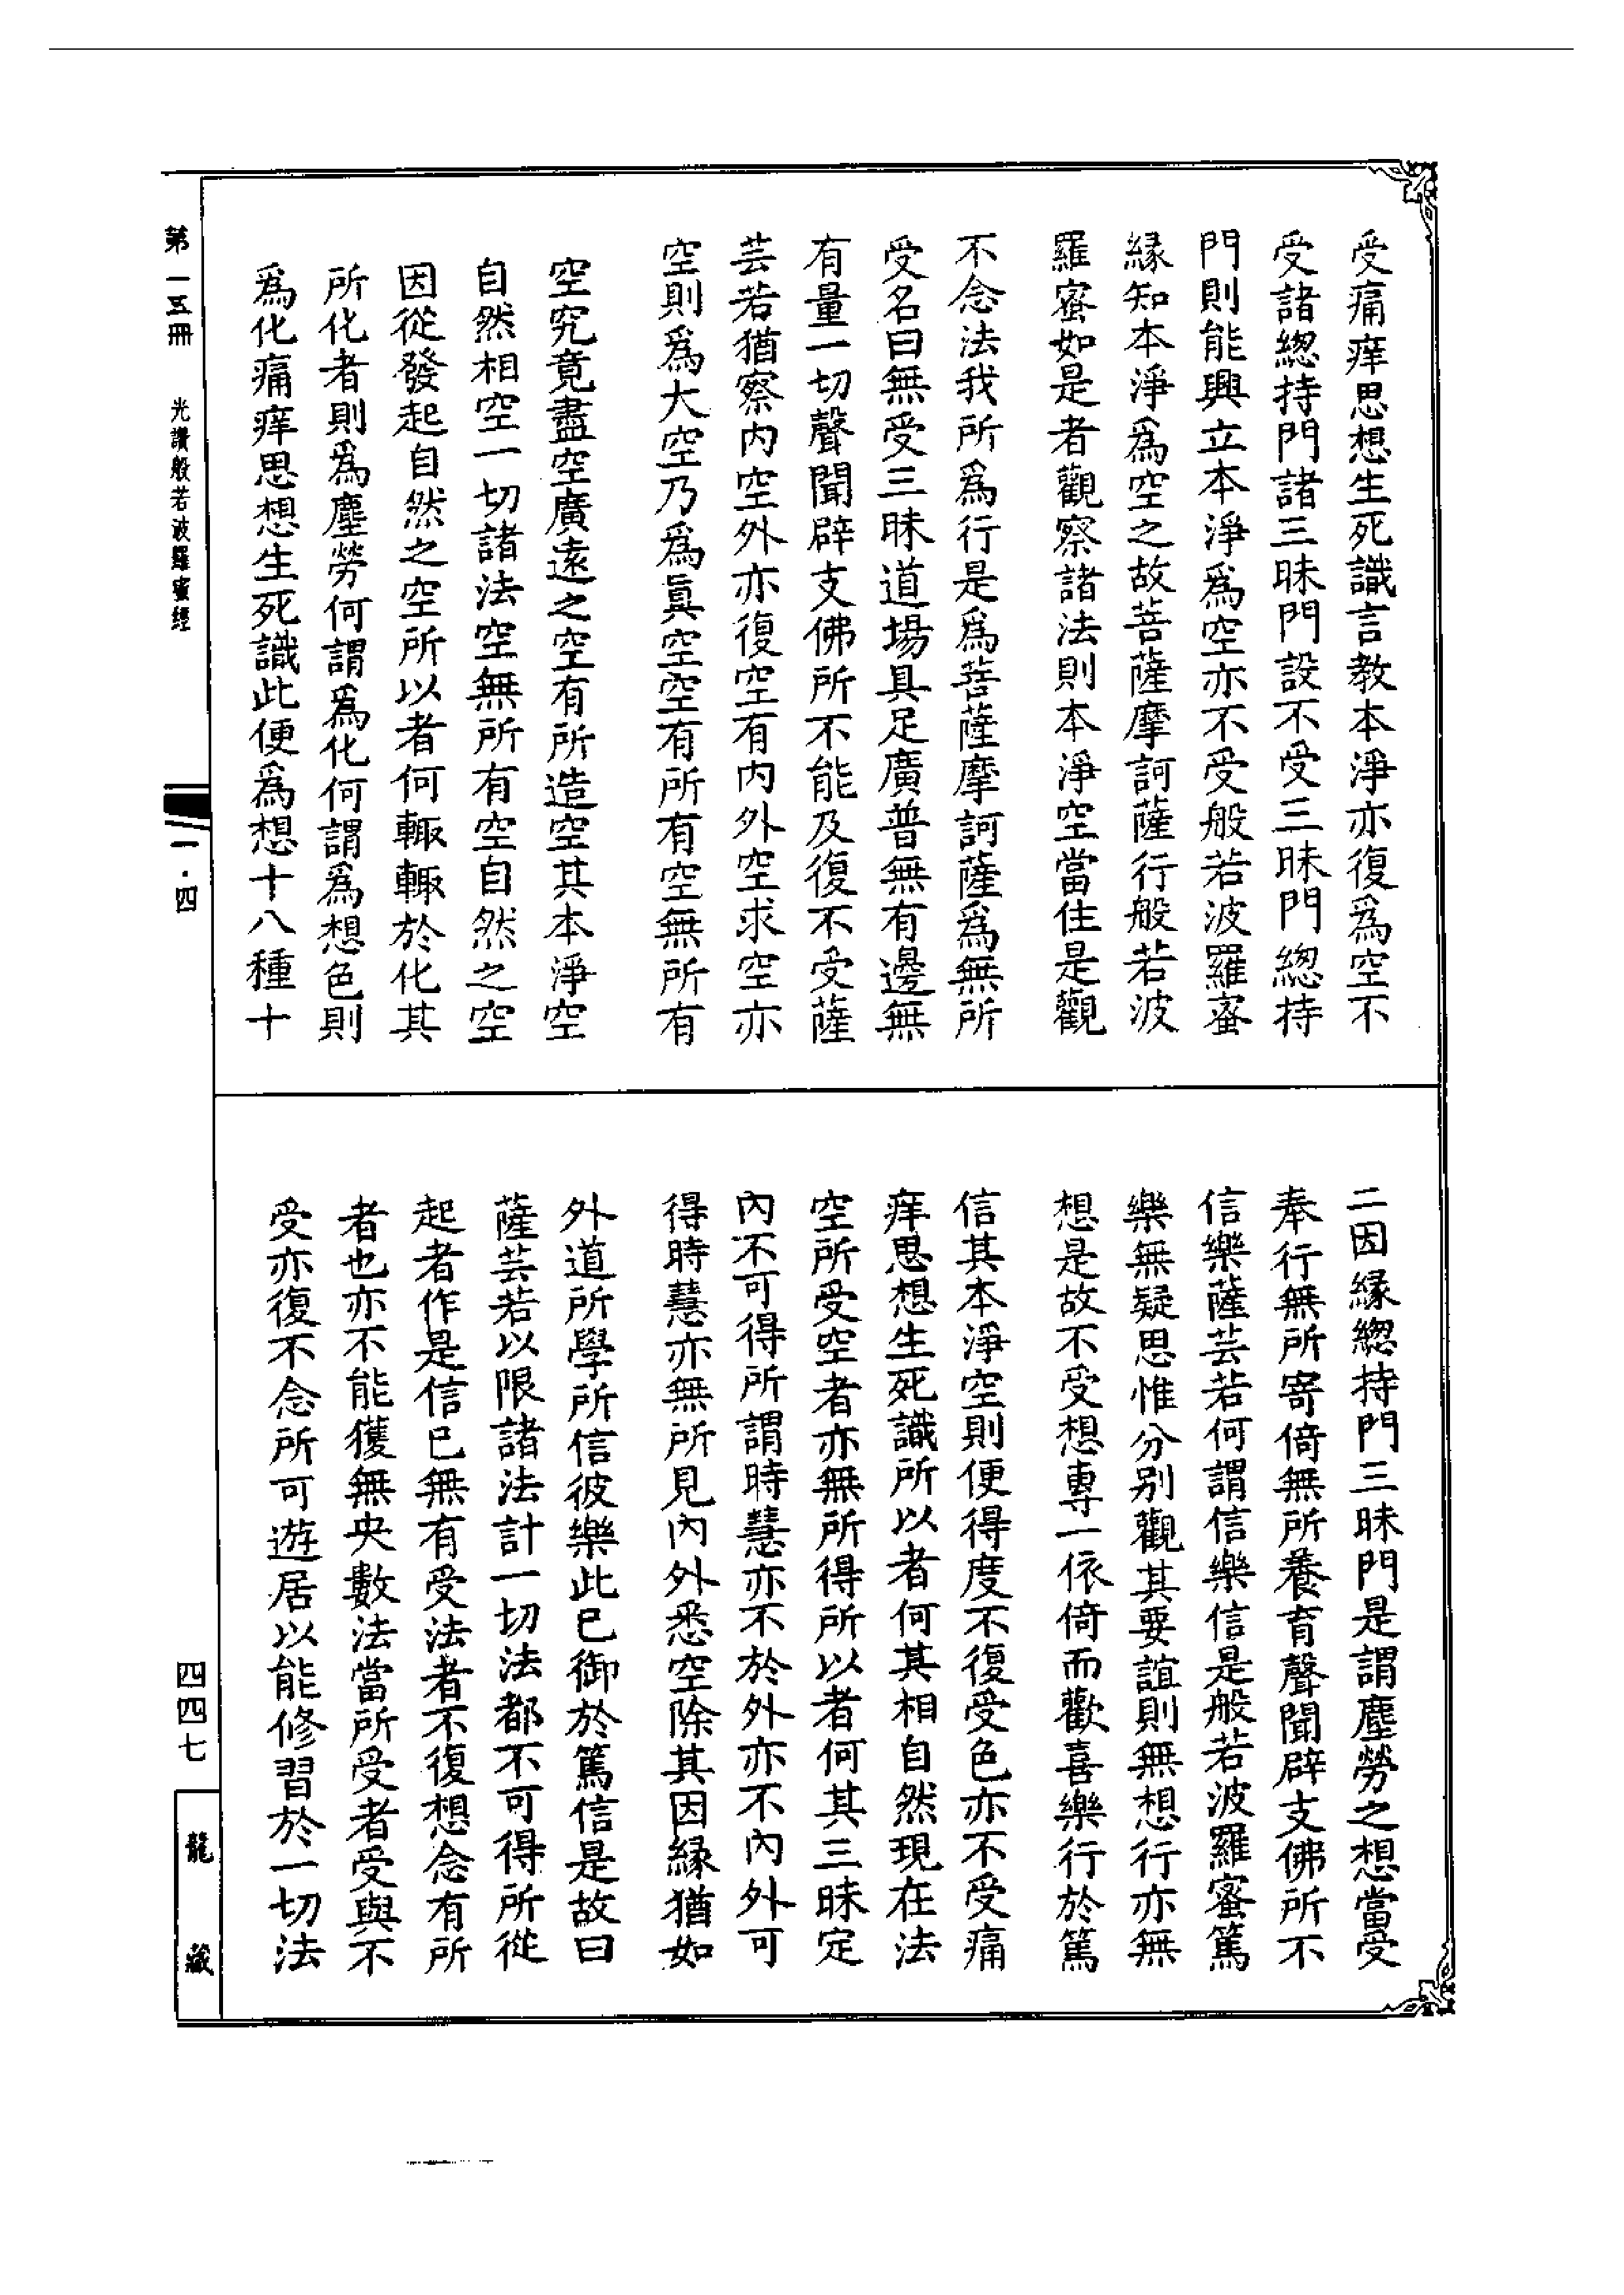 受痛痒思想生死識言教本淨亦復爲空不
受諸緫持門諸三昧門設不受三昧門緫持
門則能興立本淨爲空亦不受般若波羅蜜
緣知本淨爲空之故菩薩摩訶薩行般若波
羅蜜如是者觀察諸法則本淨空當住是觀
不念法我所爲行是爲菩薩摩訶薩爲無所
受名曰無受三昧道場具足廣普無有邊無
有量一切聲聞辟支佛所不能及復不受薩
芸若猶察內空外亦復空有內外空求空亦
空則爲大空乃爲眞空空有所有空無所有
空究竟盡空廣遠之空有所造空其本淨空
自然相空一切諸法空無所有空自然之空
因從發起自然之空所以者何輙輙於化其
所化者則爲塵勞何謂爲化何謂爲想色則
爲化痛痒思想生死識此便爲想十八種十
二因緣緫持門三昧門是謂塵勞之想當受
奉行無所寄倚無所養育聲聞辟支佛所不
信樂薩芸若何謂信樂信是般若波羅蜜篤
樂無疑思惟分別觀其要誼則無想行亦無
想是故不受想專一依倚而歡喜樂行於篤
信其本淨空則便得度不復受色亦不受痛
痒思想生死識所以者何其相自然現在法
空所受空者亦無所得所以者何其三昧定
內不可得所謂時慧亦不於外亦不內外可
得時慧亦無所見內外悉空除其因緣猶如
外道所學所信彼樂此已御於篤信是故曰
薩芸若以限諸法計一切法都不可得所從
起者作是信已無有受法者不復想念有所
者也亦不能獲無央數法當所受者受與不
受亦復不念所可遊居以能修習於一切法
第一五冊
光讚般若波羅蜜經
一·四
四四七
龍藏